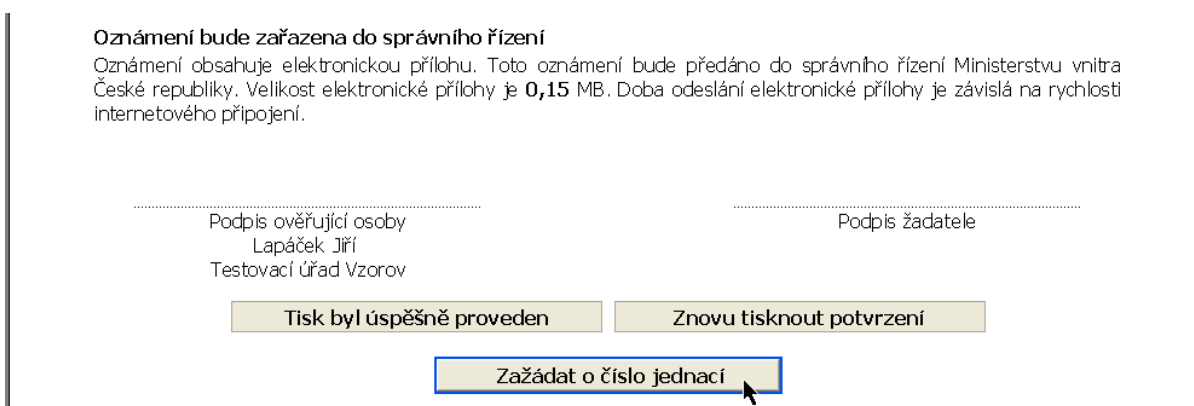 Oznámení bude zařazena do správního řízení
Oznámení obsahuje elektronickou přílohu. Toto oznámení bude předáno do správního řízení Ministerstvu vnitra
České republiky. Velikost elektronické přílohy je 0,15 MB. Doba odeslání elektronické přílohy je závislá na rychlosti
internetového připojení.
Podpis ověřující osoby
Lapáček Jiří
Testovací úřad Vzorov
Podpis žadatele
Tisk byl úspěšně proveden
Znovu tisknout potvrzení
Zažádat o číslo jednací